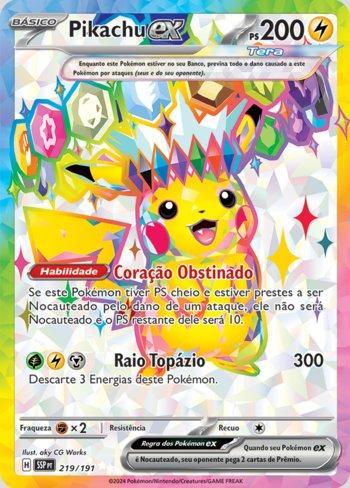 BÁSICO Pikachu ex PS 200
Tera
Enquanto este Pokémon estiver no seu Banco, previna todo o dano causado a este
Pokémon por ataques (seus e do seu oponente).
Habilidade Coração Obstinado
Se este Pokémon tiver PS cheio e estiver prestes a ser
Nocauteado pelo dano de um ataque, ele não será
Nocauteado e o PS restante dele será 10.
Raio Topázio 300
Descarte 3 Energias deste Pokémon.
Fraqueza ×2 Resistência Recuo
Ilust. aky CG Works
Regra dos Pokémon ex Quando seu Pokémon ex
é Nocauteado, seu oponente pega 2 cartas de Prêmio.
H SSP PT 219/191
©2024 Pokémon/Nintendo/Creatures/GAME FREAK